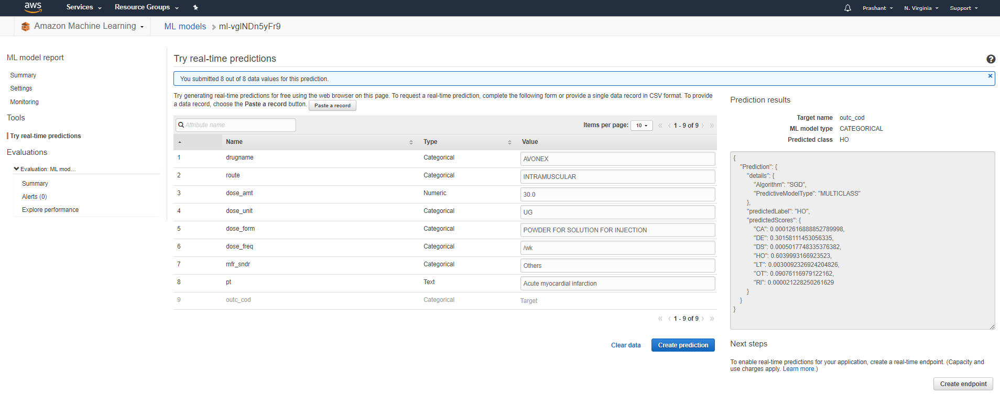 aws
Services
Resource Groups
Prashant
N. Virginia
Support
Amazon Machine Learning
ML models
ml-vglNDn5yFr9
ML model report
Summary
Settings
Monitoring
Tools
Try real-time predictions
Evaluations
Evaluation: ML mod...
Summary
Alerts (0)
Explore performance
Try real-time predictions
You submitted 8 out of 8 data values for this prediction.
Try generating real-time predictions for free using the web browser on this page. To request a real-time prediction, complete the following form or provide a single data record in CSV format. To provide
a data record, choose the Paste a record button. Paste a record
Attribute name
Items per page: 10 « ‹ 1 - 9 of 9 › »
Name Type Value
1 drugname Categorical AVONEX
2 route Categorical INTRAMUSCULAR
3 dose_amt Numeric 30.0
4 dose_unit Categorical UG
5 dose_form Categorical POWDER FOR SOLUTION FOR INJECTION
6 dose_freq Categorical /wk
7 mfr_sndr Categorical Others
8 pt Text Acute myocardial infarction
9 outc_cod Categorical Target
« ‹ 1 - 9 of 9 › »
Clear data
Create prediction
Prediction results
Target name outc_cod
ML model type CATEGORICAL
Predicted class HO
{
"Prediction": {
"details": {
"Algorithm": "SGD",
"PredictiveModelType": "MULTICLASS"
},
"predictedLabel": "HO",
"predictedScores": {
"CA": 0.00012616888852789998,
"DE": 0.30158111453056335,
"DS": 0.0005017748335376382,
"HO": 0.6039993166923523,
"LT": 0.0030092326924204826,
"OT": 0.09076116979122162,
"RI": 0.000021228250261629
}
}
}
Next steps
To enable real-time predictions for your application, create a real-time endpoint. (Capacity and
use charges apply. Learn more.)
Create endpoint